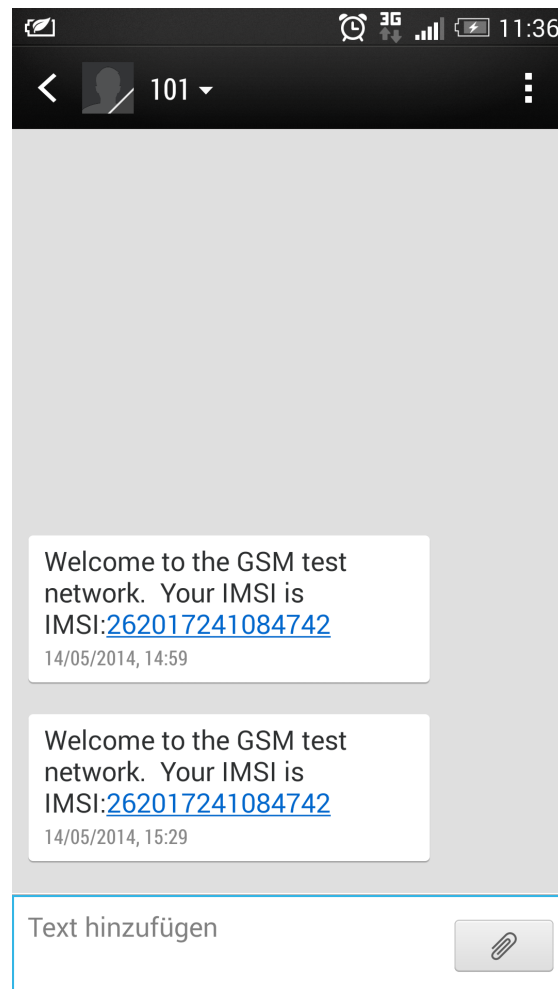 3G 11:36
101
Welcome to the GSM test
network.  Your IMSI is
IMSI:262017241084742
14/05/2014, 14:59
Welcome to the GSM test
network.  Your IMSI is
IMSI:262017241084742
14/05/2014, 15:29
Text hinzufügen